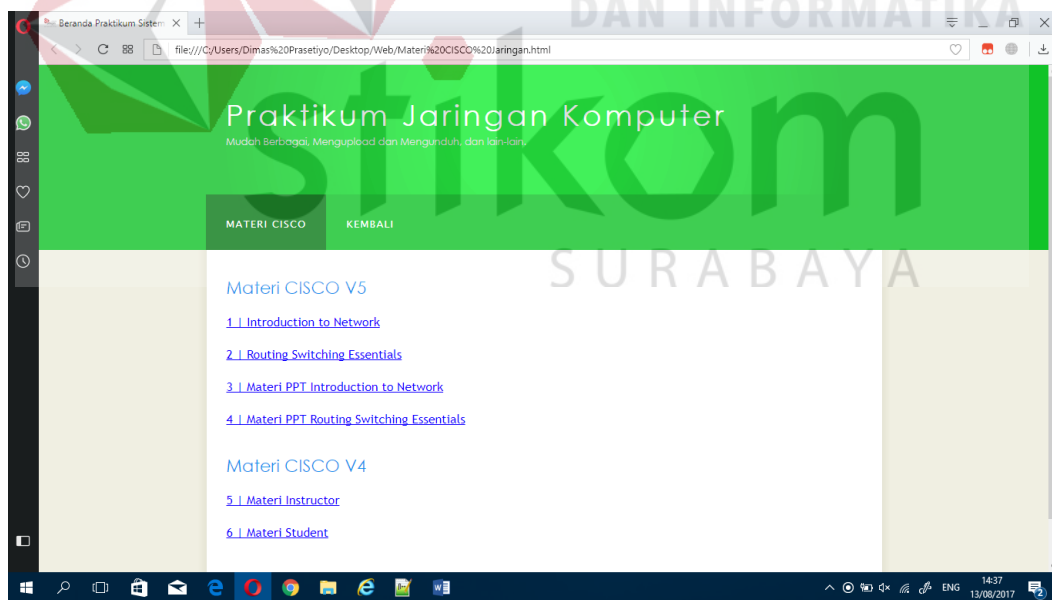 DAN INFORMATIKA
Beranda Praktikum Sistem
file:///C:/Users/Dimas%20Prasetiyo/Desktop/Web/Materi%20CISCO%20Jaringan.html
Praktikum Jaringan Komputer
Mudah Berbagai, Mengupload dan Mengunduh, dan lain-lain.
stikom
MATERI CISCO
KEMBALI
SURABAYA
Materi CISCO V5
1 | Introduction to Network
2 | Routing Switching Essentials
3 | Materi PPT Introduction to Network
4 | Materi PPT Routing Switching Essentials
Materi CISCO V4
5 | Materi Instructor
6 | Materi Student
ENG
14:37
13/08/2017
2